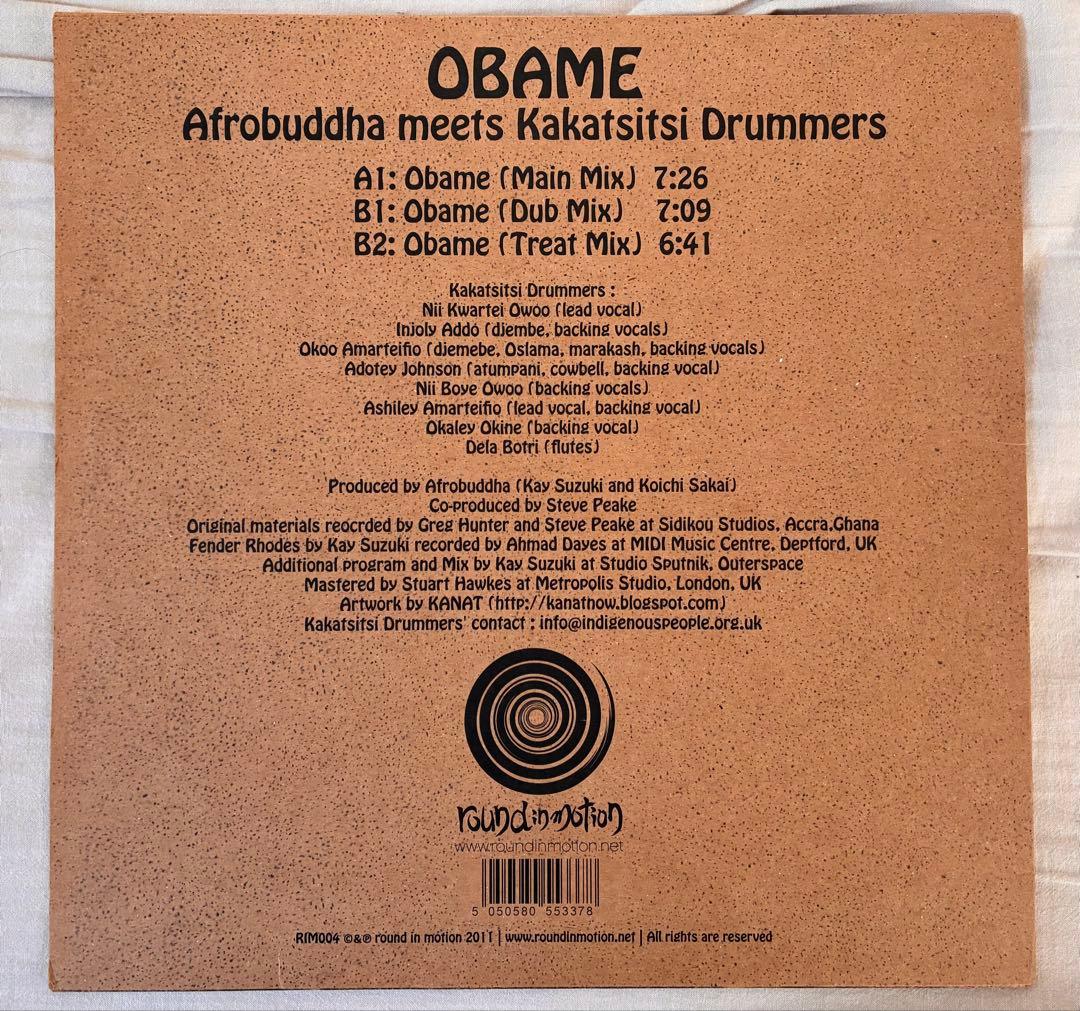 OBAME
Afrobuddha meets Kakatsitsi Drummers
A1: Obame (Main Mix) 7:26
B1: Obame (Dub Mix) 7:09
B2: Obame (Treat Mix) 6:41
Kakatsitsi Drummers :
Nii Kwartei Owoo (lead vocal)
Injoly Addo (djembe, backing vocals)
Okoo Amarteifio (djemebe, Oslama, marakash, backing vocals)
Adotey Johnson (atumpani, cowbell, backing vocal)
Nii Boye Owoo (backing vocals)
Ashiley Amarteifio (lead vocal, backing vocal)
Okaley Okine (backing vocal)
Dela Botri (flutes)
Produced by Afrobuddha (Kay Suzuki and Koichi Sakai)
Co-produced by Steve Peake
Original materials reocrded by Greg Hunter and Steve Peake at Sidikou Studios, Accra,Ghana
Fender Rhodes by Kay Suzuki recorded by Ahmad Dayes at MIDI Music Centre, Deptford, UK
Additional program and Mix by Kay Suzuki at Studio Sputnik, Outerspace
Mastered by Stuart Hawkes at Metropolis Studio, London, UK
Artwork by KANAT (http://kanatnow.blogspot.com)
Kakatsitsi Drummers' contact : info@indigenouspeople.org.uk
round in motion
www.roundinmotion.net
5 050580 553378
RIM004 ©&℗ round in motion 2011 | www.roundinmotion.net | All rights are reserved